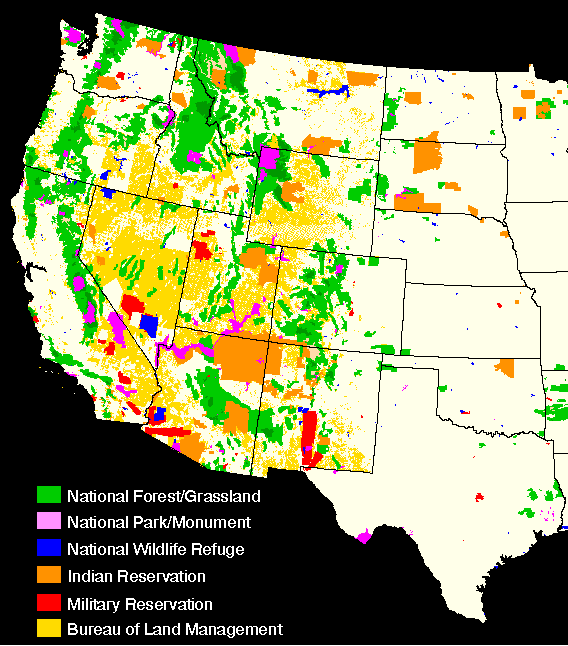 National Forest/Grassland
National Park/Monument
National Wildlife Refuge
Indian Reservation
Military Reservation
Bureau of Land Management